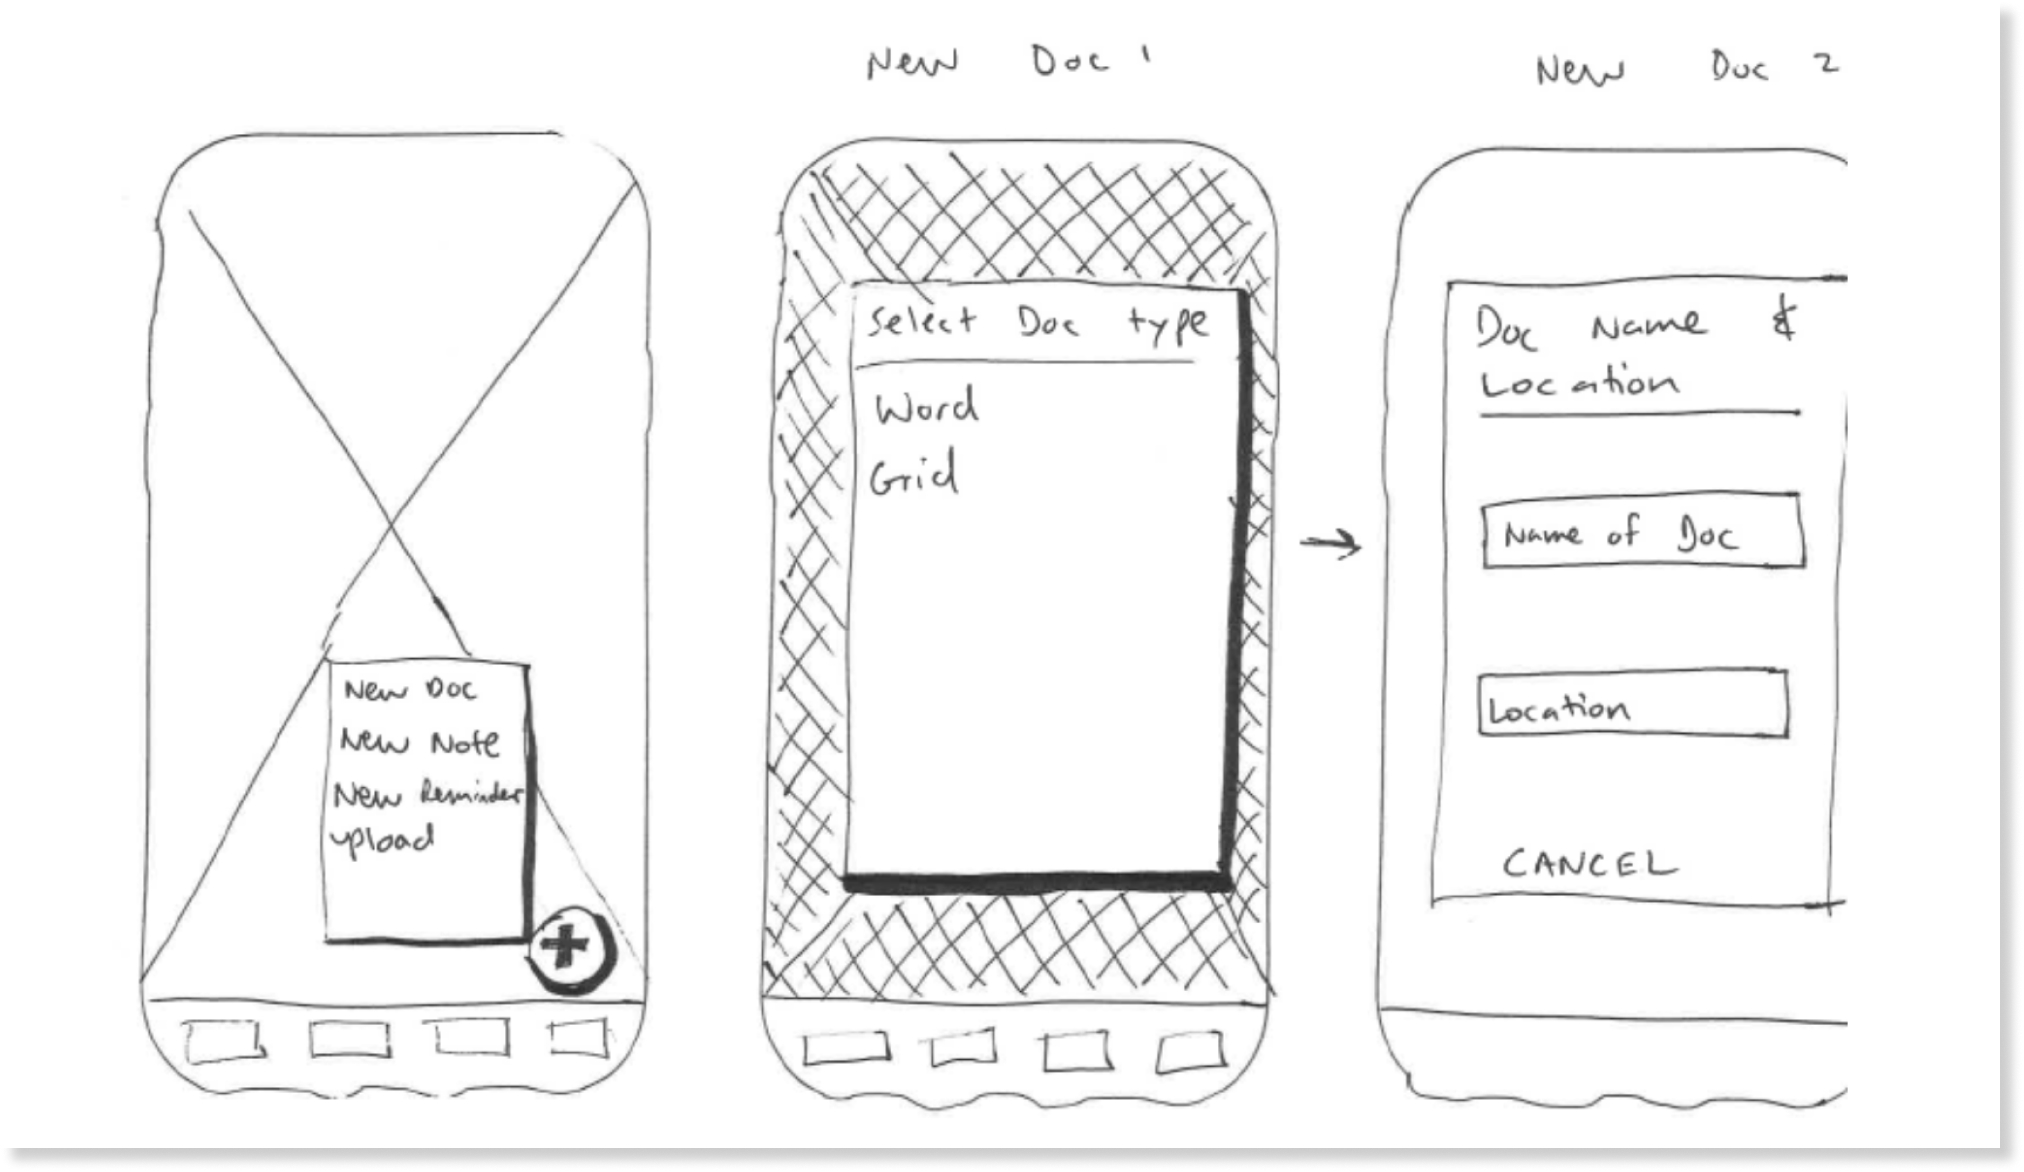 New Doc 1
New Doc 2
New Doc
New Note
New Reminder
upload
+
Select Doc type
Word
Grid
Doc Name &
Location
Name of Doc
Location
CANCEL